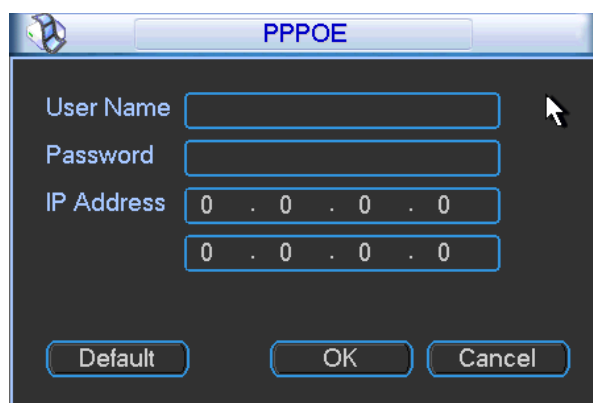 PPPOE
User Name
Password
IP Address 0 . 0 . 0 . 0
0 . 0 . 0 . 0
Default OK Cancel